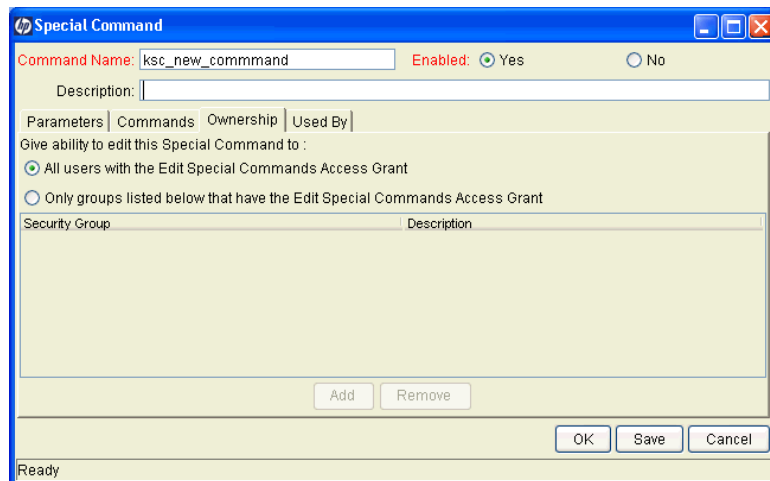 hp Special Command
Command Name: ksc_new_commmand Enabled: Yes No
Description:
Parameters Commands Ownership Used By
Give ability to edit this Special Command to :
All users with the Edit Special Commands Access Grant
Only groups listed below that have the Edit Special Commands Access Grant
Security Group Description
Add Remove
OK Save Cancel
Ready